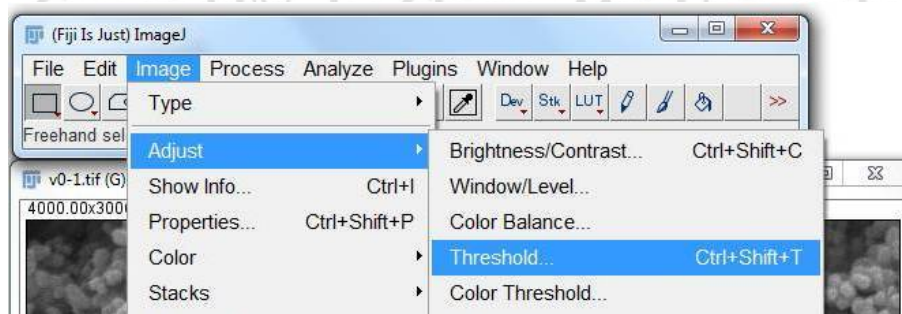 (Fiji Is Just) ImageJ
File Edit Image Process Analyze Plugins Window Help
Type
Dev Stk LUT >>
Freehand sel
Adjust
Brightness/Contrast... Ctrl+Shift+C
v0-1.tif (G)
Show Info... Ctrl+I
Window/Level...
4000.00x300
Properties... Ctrl+Shift+P
Color Balance...
Color
Threshold... Ctrl+Shift+T
Stacks
Color Threshold...